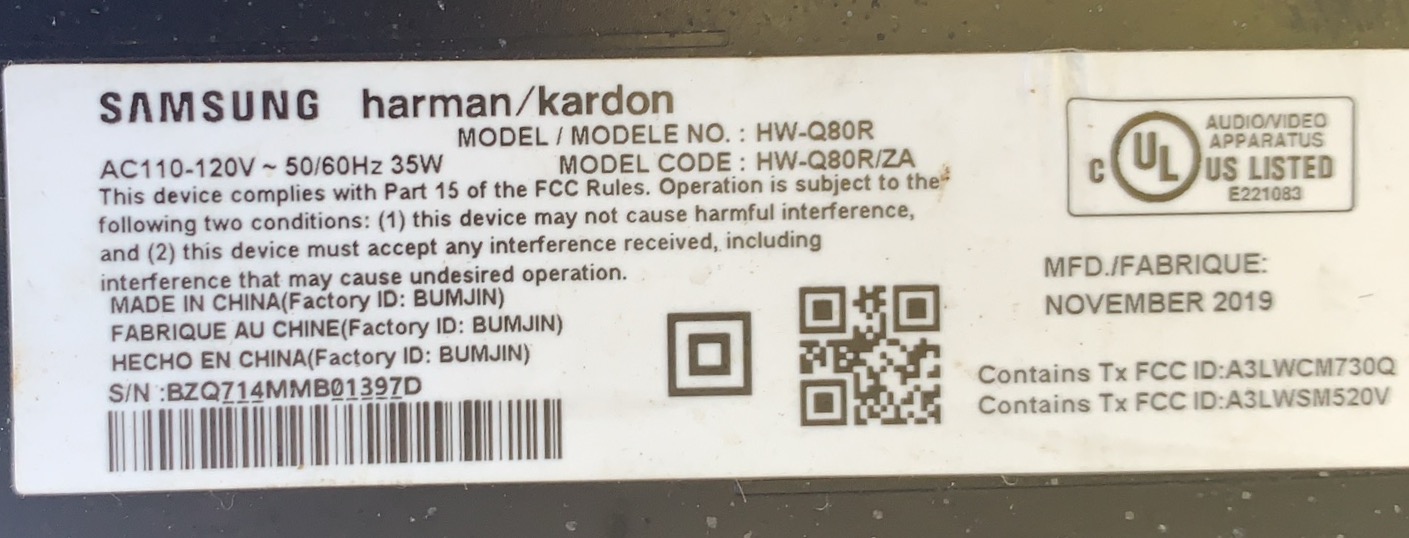 SAMSUNG harman/kardon
MODEL / MODELE NO. : HW-Q80R
AC110-120V ~ 50/60Hz 35W MODEL CODE : HW-Q80R/ZA
This device complies with Part 15 of the FCC Rules. Operation is subject to the
following two conditions: (1) this device may not cause harmful interference,
and (2) this device must accept any interference received, including
interference that may cause undesired operation.
MADE IN CHINA(Factory ID: BUMJIN)
FABRIQUE AU CHINE(Factory ID: BUMJIN)
HECHO EN CHINA(Factory ID: BUMJIN)
S/N :BZQ714MMB01397D
C UL US LISTED
AUDIO/VIDEO
APPARATUS
E221083
MFD./FABRIQUE:
NOVEMBER 2019
Contains Tx FCC ID:A3LWCM730Q
Contains Tx FCC ID:A3LWSM520V